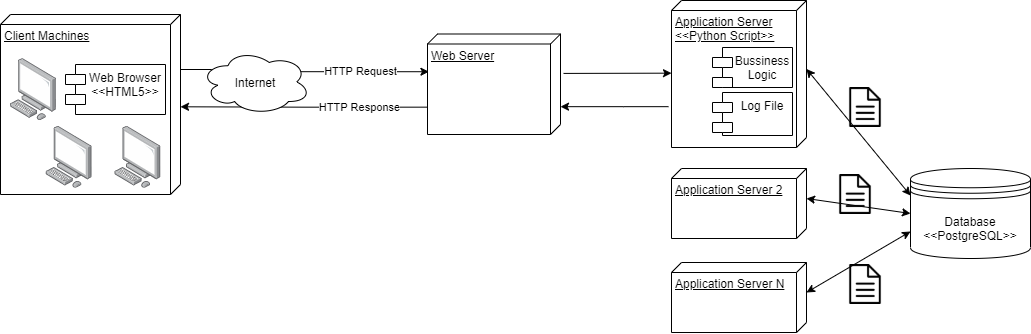 Client Machines
Web Browser
<<HTML5>>
Internet
HTTP Request
HTTP Response
Web Server
Application Server
<<Python Script>>
Bussiness
Logic
Log File
Application Server 2
Application Server N
Database
<<PostgreSQL>>